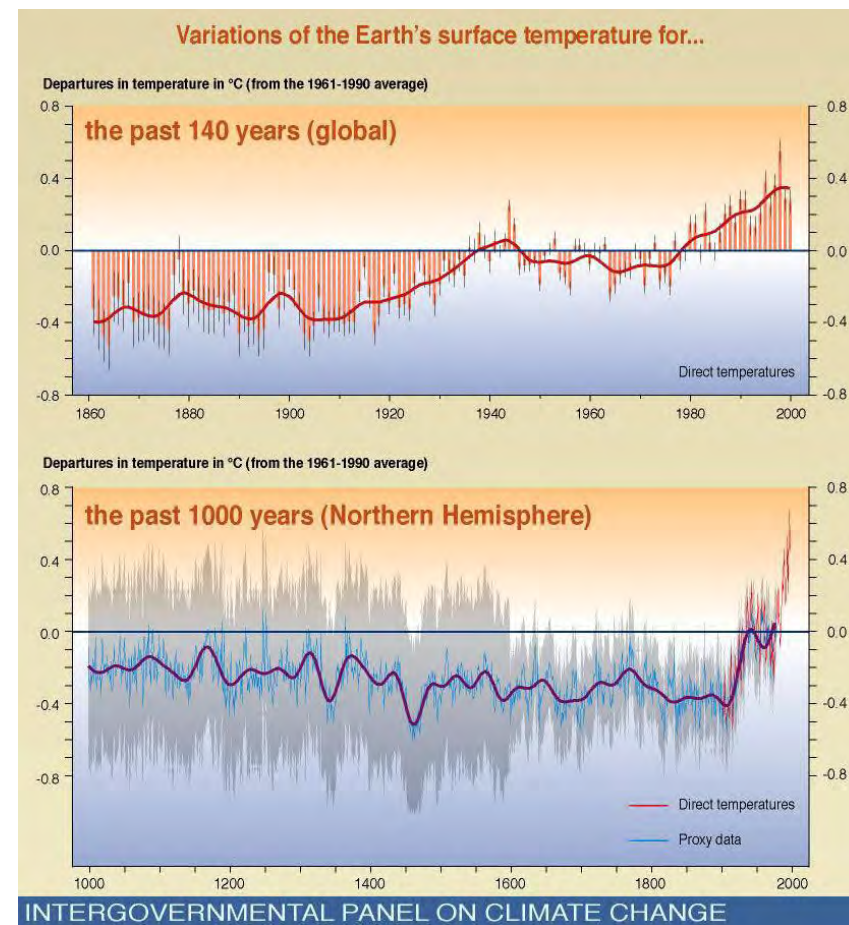 Variations of the Earth's surface temperature for...
Departures in temperature in °C (from the 1961-1990 average)
the past 140 years (global)
0.8 0.8
0.4 0.4
0.0 0.0
-0.4 -0.4
Direct temperatures
-0.8 -0.8
1860 1880 1900 1920 1940 1960 1980 2000
Departures in temperature in °C (from the 1961-1990 average)
0.8 0.8
the past 1000 years (Northern Hemisphere)
0.4 0.4
0.0 0.0
-0.4 -0.4
-0.8 -0.8
Direct temperatures
Proxy data
1000 1200 1400 1600 1800 2000
INTERGOVERNMENTAL PANEL ON CLIMATE CHANGE